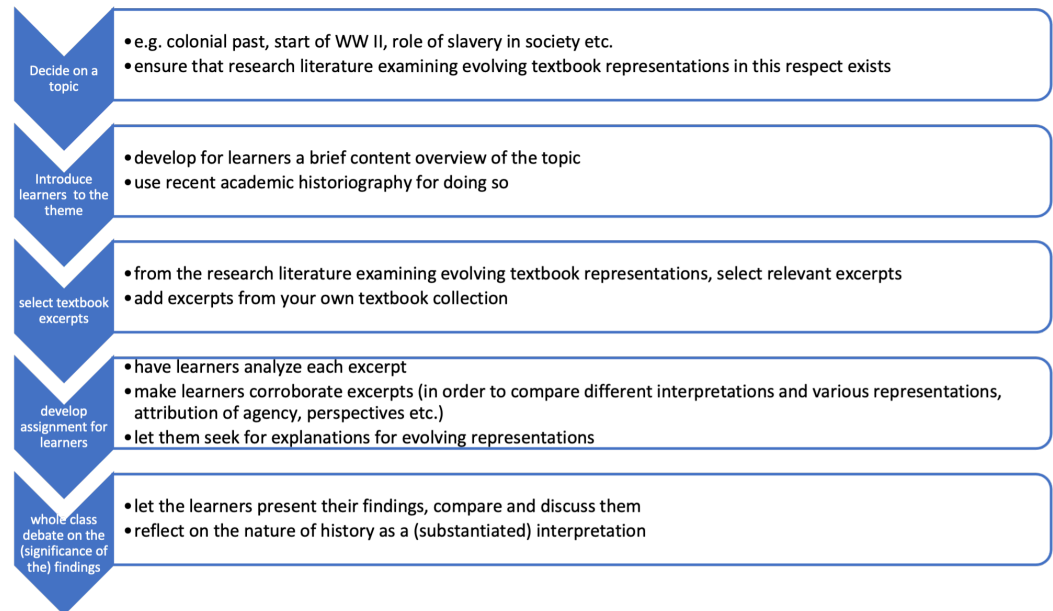 Decide on a
topic
•e.g. colonial past, start of WW II, role of slavery in society etc.
•ensure that research literature examining evolving textbook representations in this respect exists
Introduce
learners to the
theme
•develop for learners a brief content overview of the topic
•use recent academic historiography for doing so
select textbook
excerpts
•from the research literature examining evolving textbook representations, select relevant excerpts
•add excerpts from your own textbook collection
develop
assignment for
learners
•have learners analyze each excerpt
•make learners corroborate excerpts (in order to compare different interpretations and various representations,
attribution of agency, perspectives etc.)
•let them seek for explanations for evolving representations
whole class
debate on the
(significance of
the) findings
•let the learners present their findings, compare and discuss them
•reflect on the nature of history as a (substantiated) interpretation